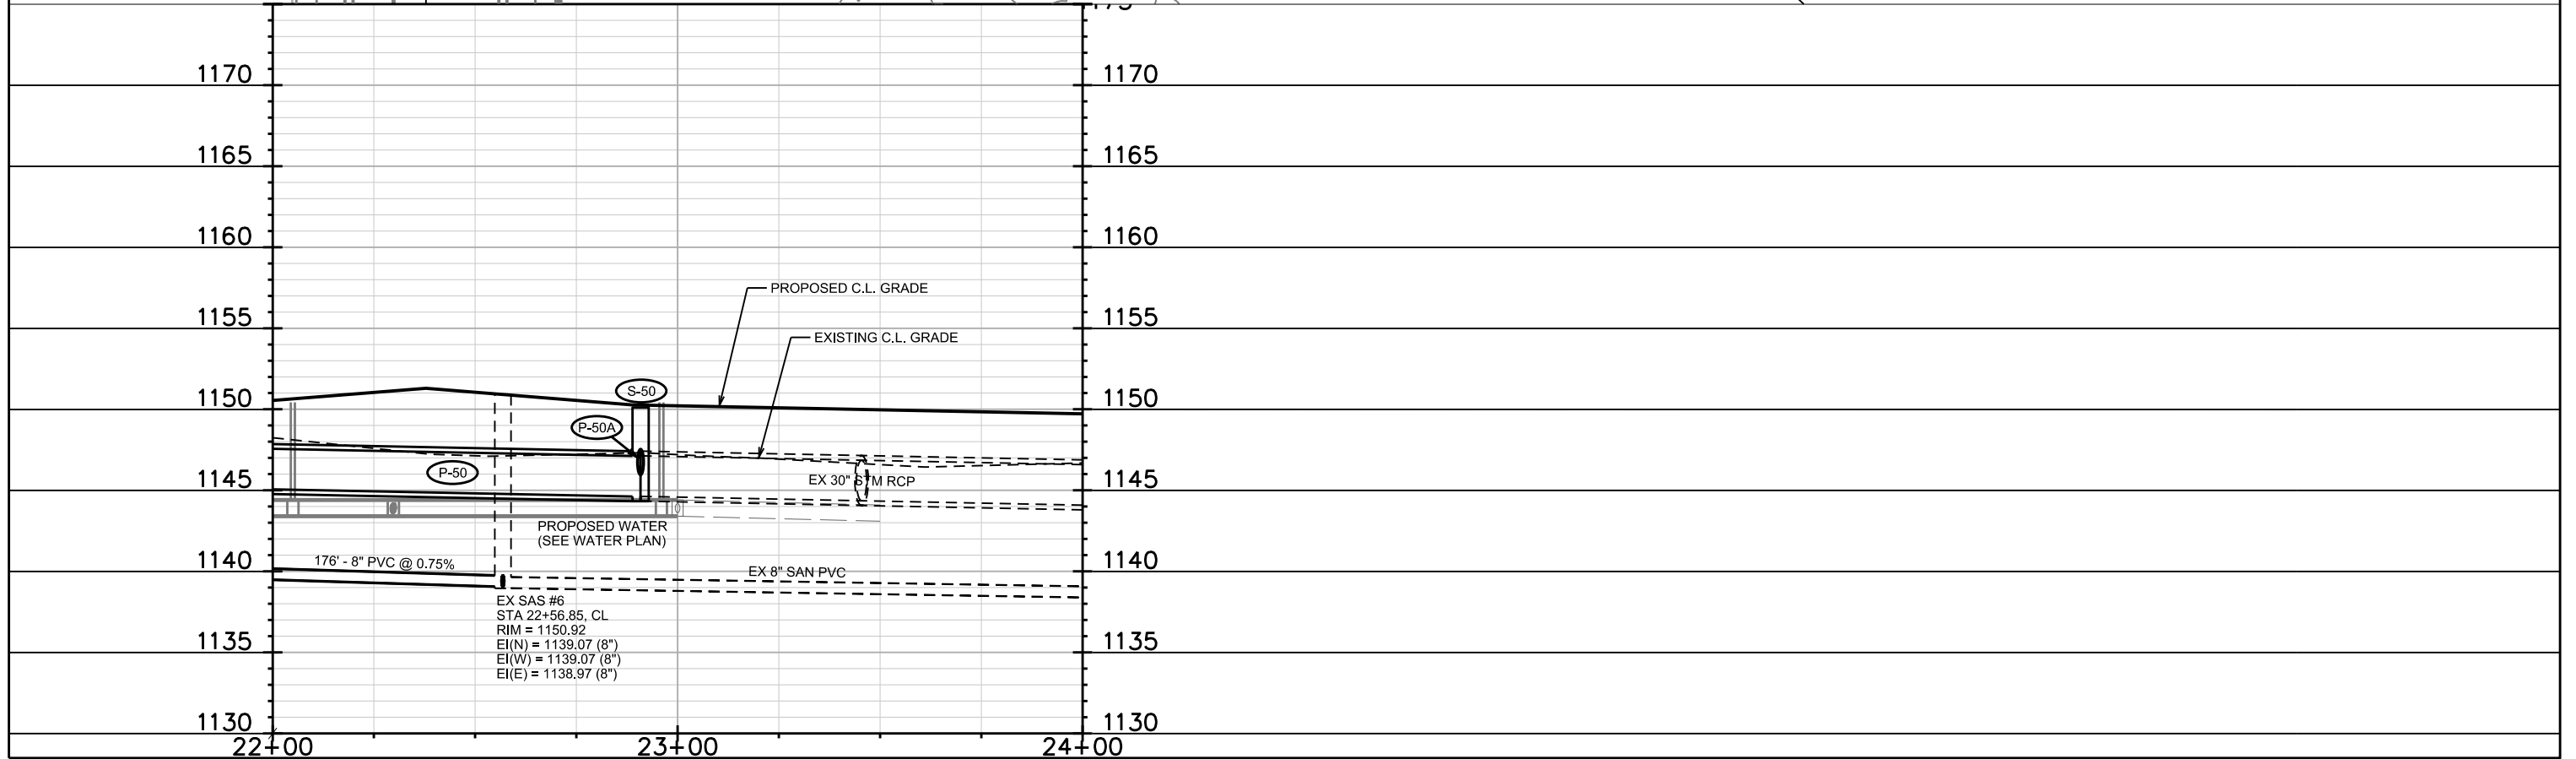 1170 1170
1165 1165
1160 1160
PROPOSED C.L. GRADE
1155 1155
EXISTING C.L. GRADE
S-50
1150 1150
P-50A
P-50
1145 1145
EX 30" STM RCP
PROPOSED WATER
(SEE WATER PLAN)
176' - 8" PVC @ 0.75%
1140 1140
EX 8" SAN PVC
EX SAS #6
STA 22+56.85, CL
RIM = 1150.92
EI(N) = 1139.07 (8")
EI(W) = 1139.07 (8")
EI(E) = 1138.97 (8")
1135 1135
1130 1130
22+00 23+00 24+00